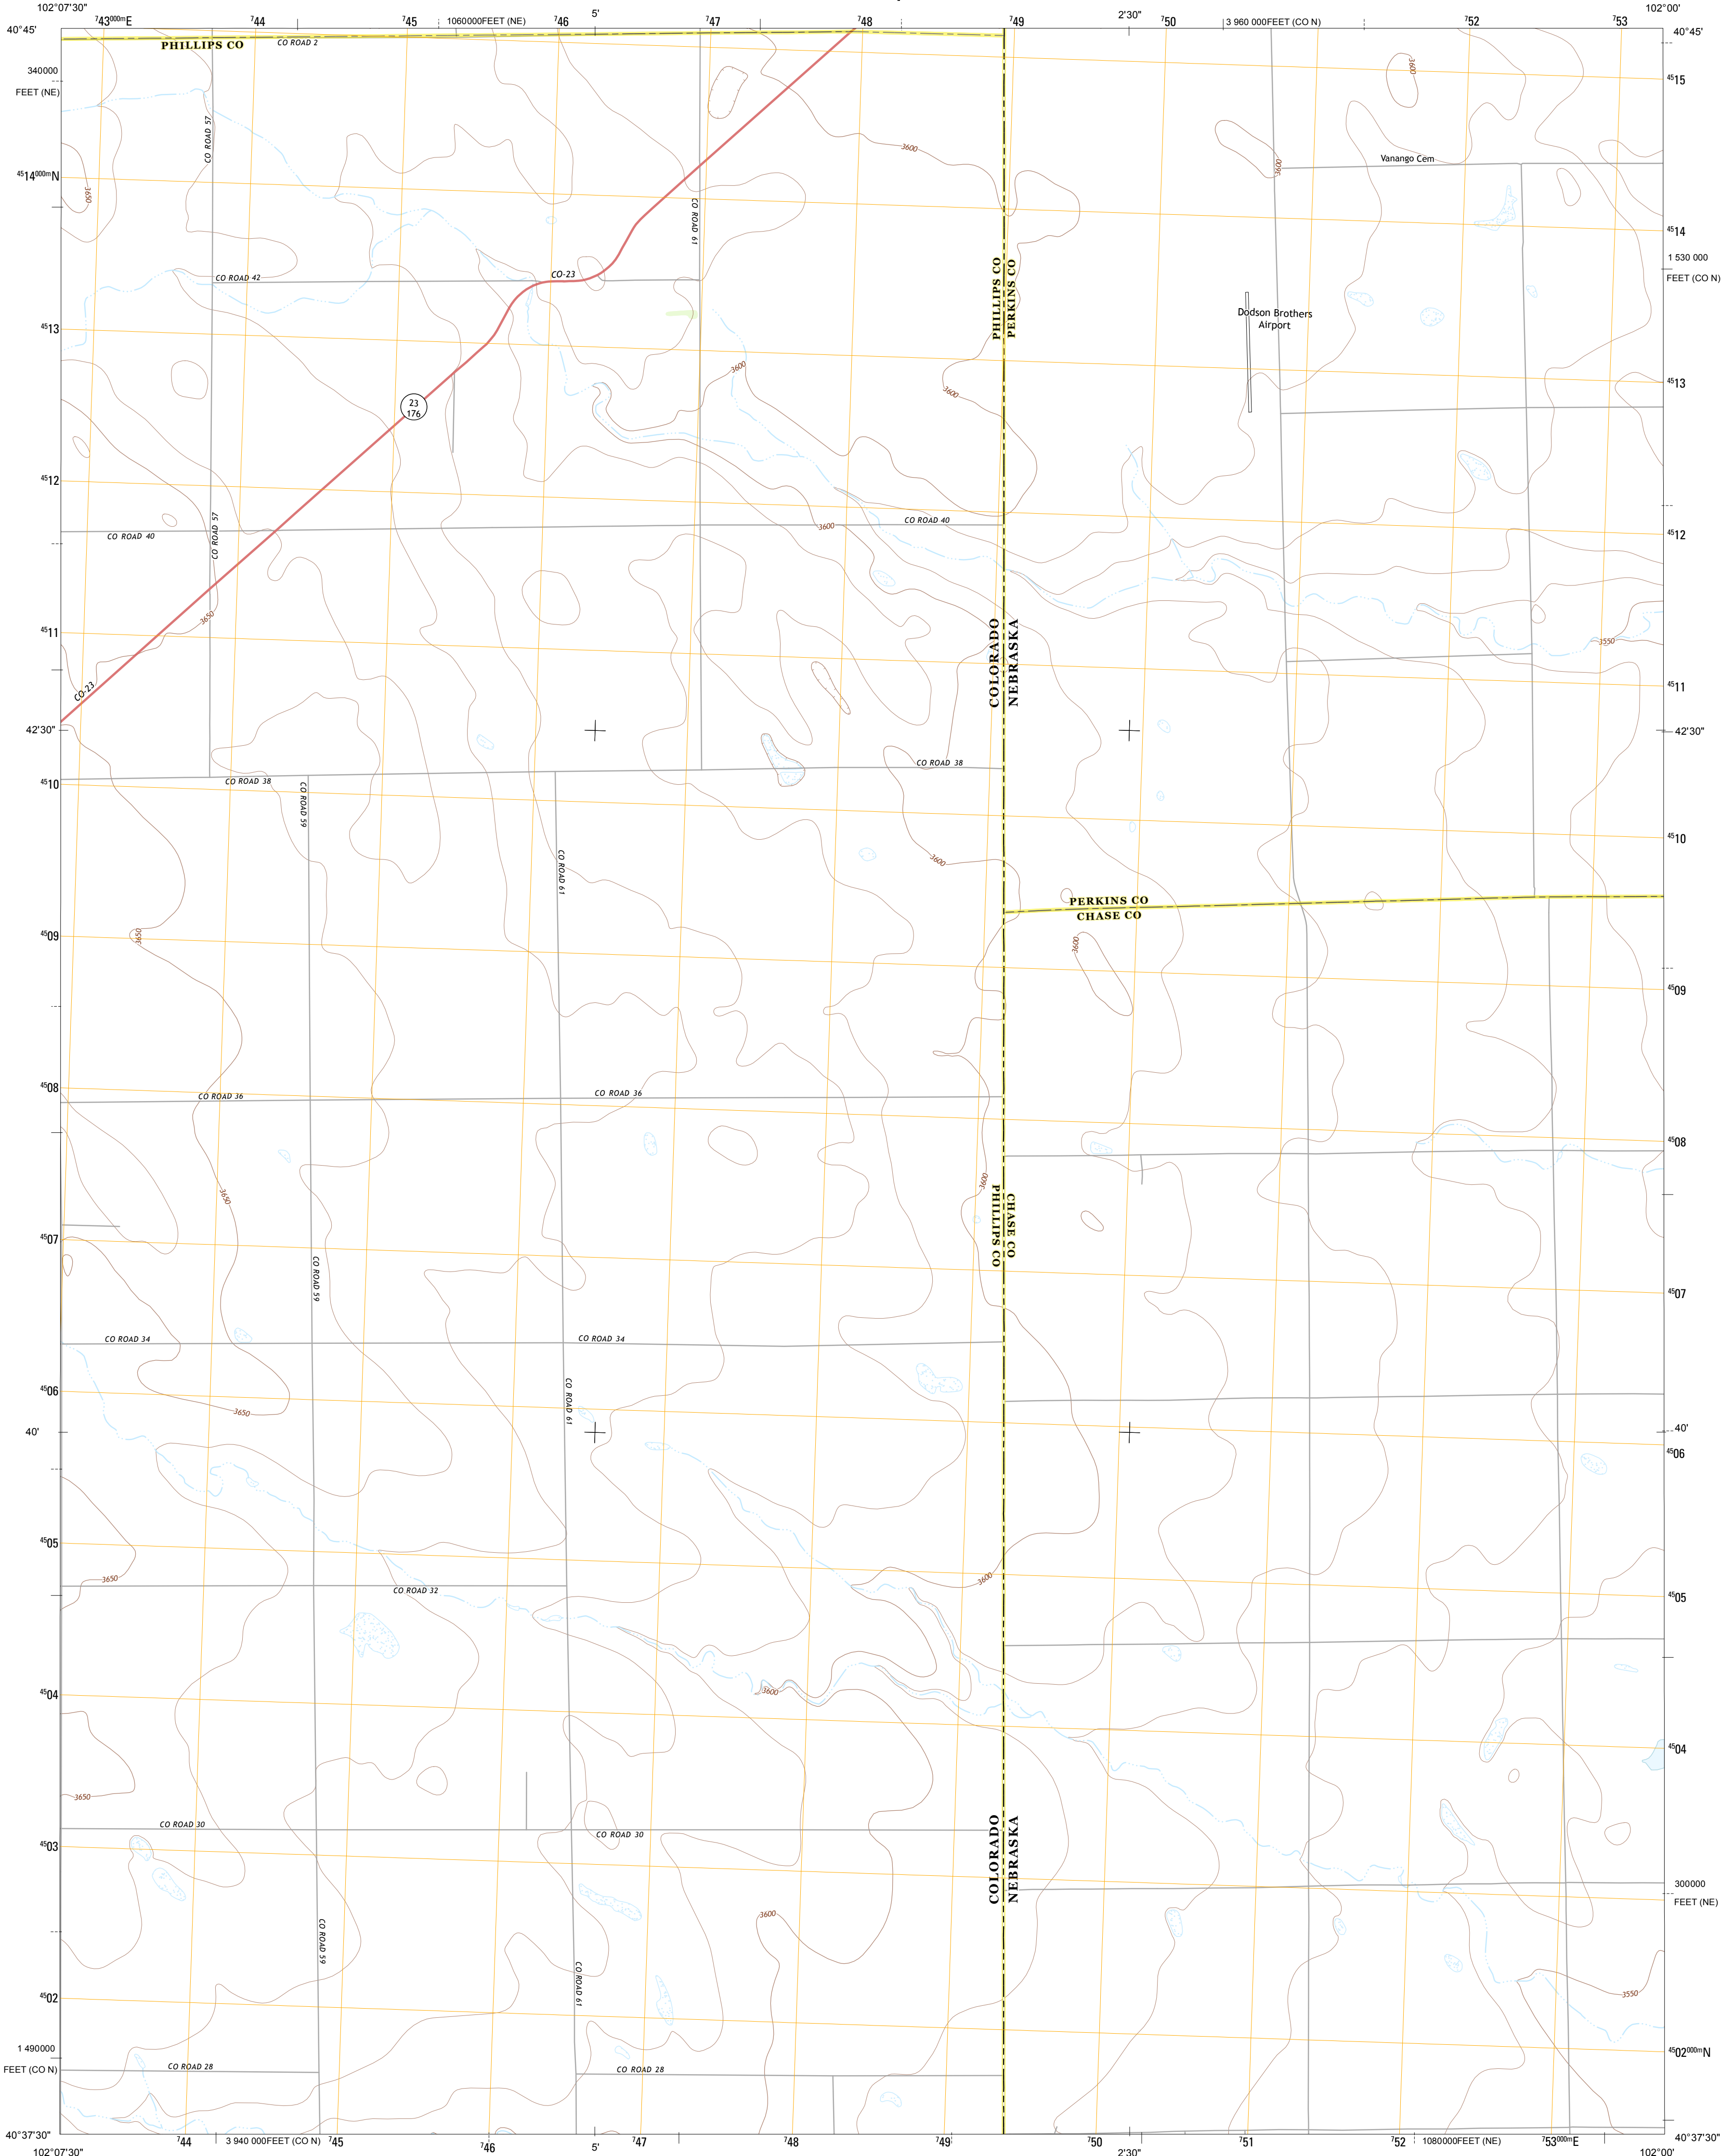 102°07'30"
⁷43⁰⁰⁰ᵐE
⁷44
⁷45
1060000FEET (NE)
⁷46
5'
⁷47
⁷48
⁷49
2'30"
⁷50
3 960 000FEET (CO N)
⁷52
⁷53
102°00'
40°45'
40°45'
PHILLIPS CO
CO ROAD 2
340000
FEET (NE)
3600
⁴⁵15
CO ROAD 57
3600
3600
Vanango Cem
⁴⁵14⁰⁰⁰ᵐN
3650
CO ROAD 61
⁴⁵14
1 530 000
FEET (CO N)
CO ROAD 42
CO-23
PHILLIPS CO
PERKINS CO
Dodson Brothers
Airport
⁴⁵13
3600
3600
⁴⁵13
23
176
⁴⁵12
CO ROAD 40
CO ROAD 57
3600
CO ROAD 40
⁴⁵12
3650
⁴⁵11
COLORADO
NEBRASKA
3550
CO-23
⁴⁵11
42'30"
42'30"
CO ROAD 38
CO ROAD 38
⁴⁵10
CO ROAD 59
⁴⁵10
CO ROAD 61
3600
PERKINS CO
CHASE CO
⁴⁵09
3650
3600
⁴⁵09
⁴⁵08
CO ROAD 36
CO ROAD 36
⁴⁵08
3650
3600
PHILLIPS CO
CHASE CO
⁴⁵07
CO ROAD 59
⁴⁵07
CO ROAD 34
CO ROAD 34
⁴⁵06
3650
CO ROAD 61
40'
40'
⁴⁵06
⁴⁵05
3650
CO ROAD 32
3600
⁴⁵05
⁴⁵04
3600
⁴⁵04
3650
CO ROAD 30
CO ROAD 30
⁴⁵03
COLORADO
NEBRASKA
300000
FEET (NE)
3600
CO ROAD 59
CO ROAD 61
⁴⁵02
3550
1 490000
FEET (CO N)
CO ROAD 28
CO ROAD 28
⁴⁵02⁰⁰⁰ᵐN
40°37'30"
40°37'30"
102°07'30"
⁷44
3 940 000FEET (CO N)
⁷45
⁷46
5'
⁷47
⁷48
⁷49
⁷50
2'30"
⁷51
⁷52
1080000FEET (NE)
⁷53⁰⁰⁰ᵐE
102°00'